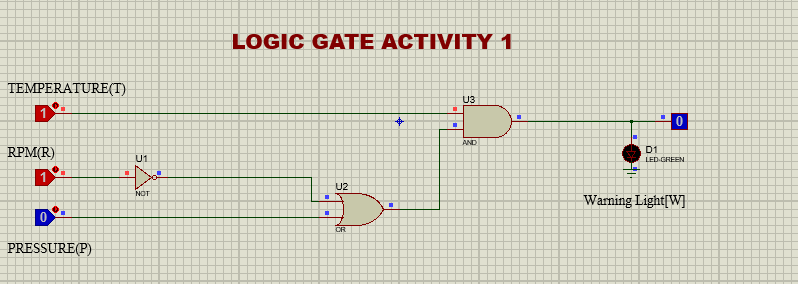 LOGIC GATE ACTIVITY 1
TEMPERATURE(T)
1
U3
AND
0
D1
LED-GREEN
RPM(R)
1
U1
NOT
U2
OR
Warning Light[W]
0
PRESSURE(P)